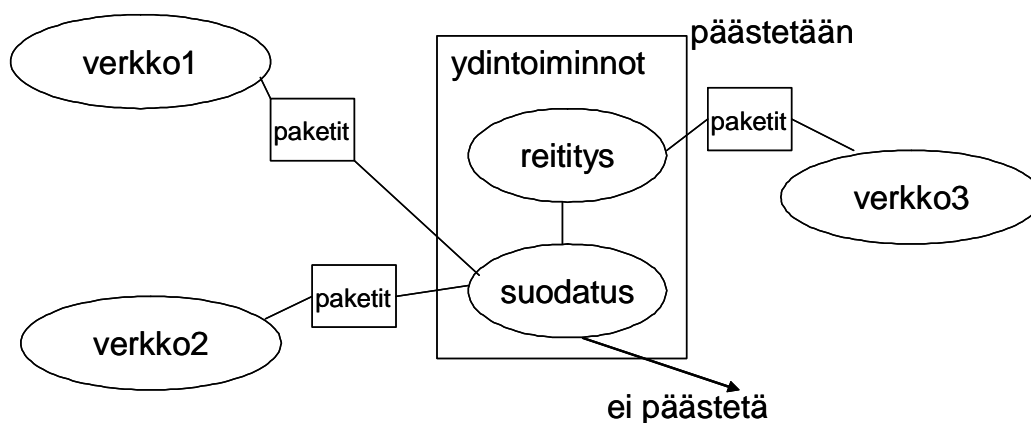 verkko1
paketit
verkko2
paketit
ydintoiminnot
reititys
suodatus
päästetään
paketit
verkko3
ei päästetä